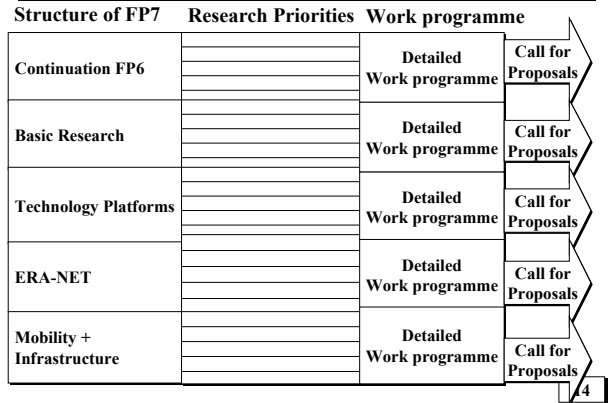 Structure of FP7 Research Priorities Work programme
Continuation FP6
Detailed
Work programme
Call for
Proposals
Basic Research
Detailed
Work programme
Call for
Proposals
Technology Platforms
Detailed
Work programme
Call for
Proposals
ERA-NET
Detailed
Work programme
Call for
Proposals
Mobility +
Infrastructure
Detailed
Work programme
Call for
Proposals
14